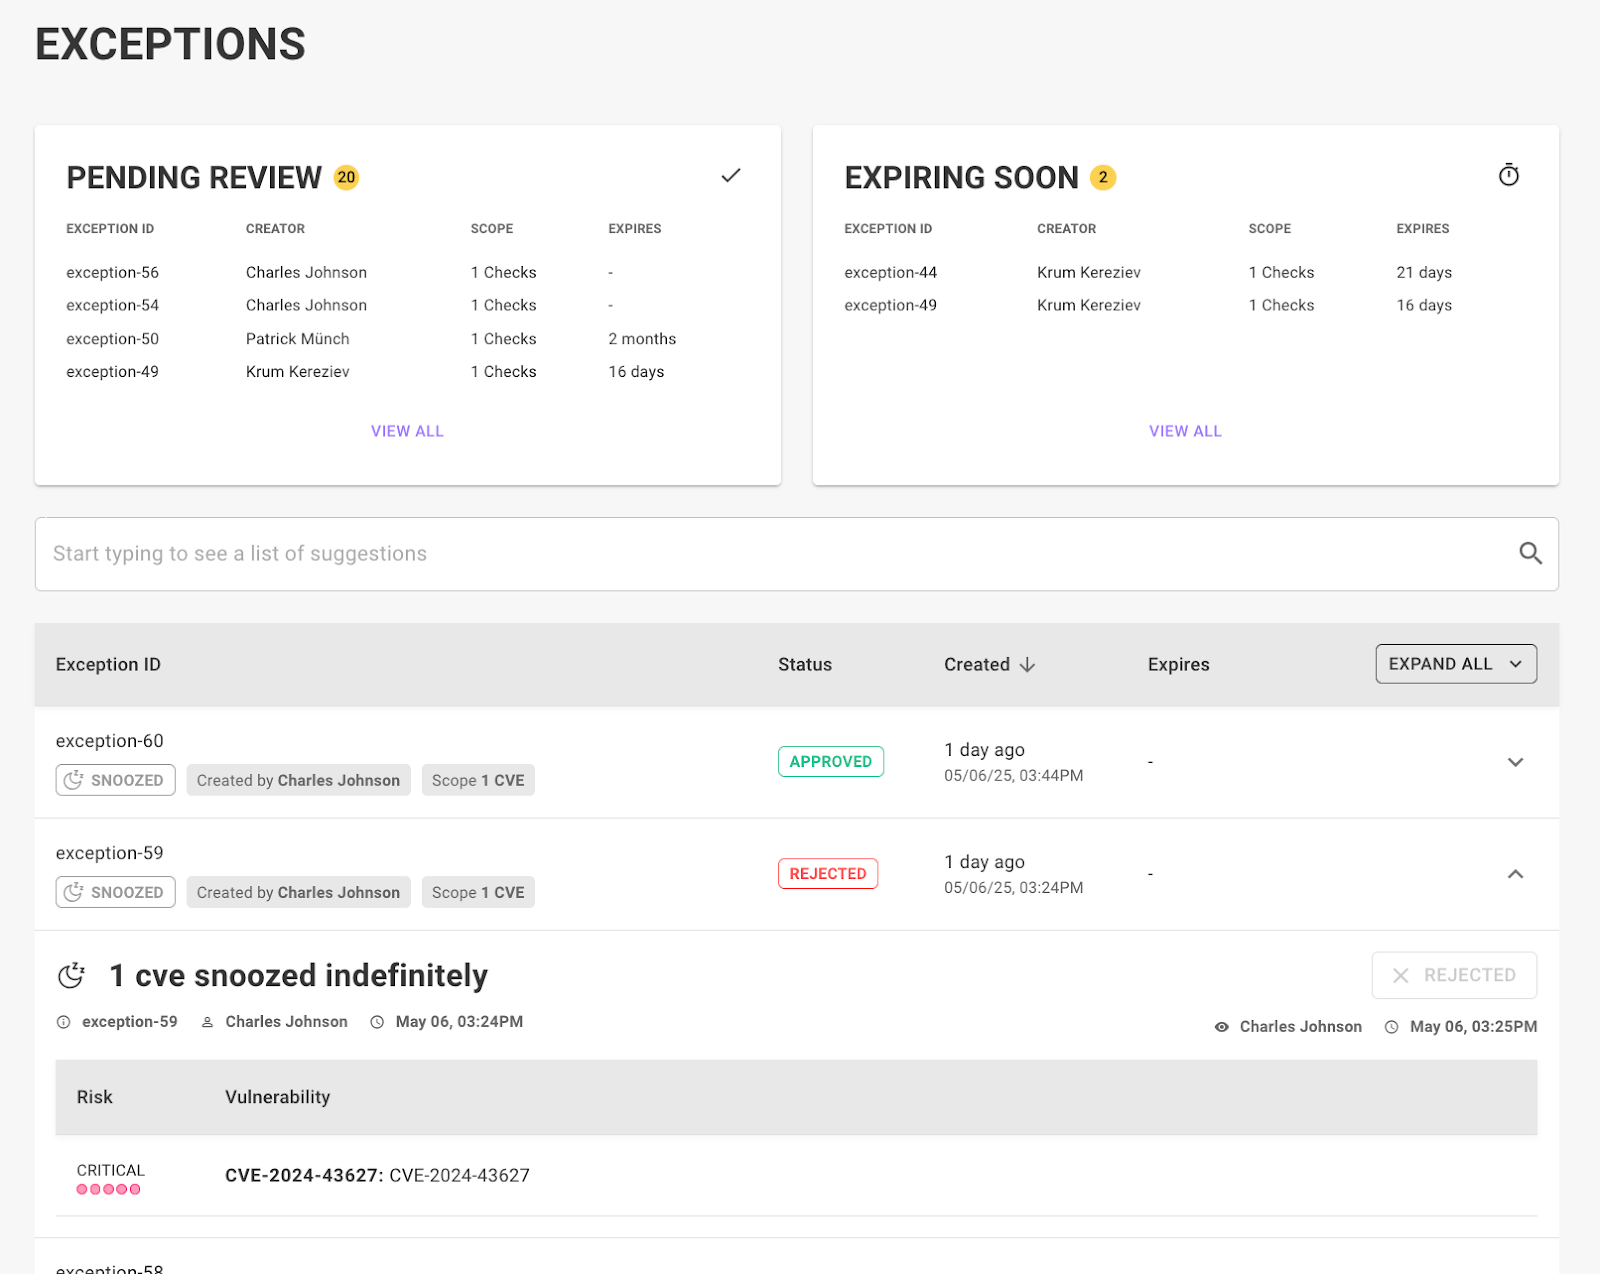 EXCEPTIONS
PENDING REVIEW 20
EXCEPTION ID CREATOR SCOPE EXPIRES
exception-56 Charles Johnson 1 Checks -
exception-54 Charles Johnson 1 Checks -
exception-50 Patrick Münch 1 Checks 2 months
exception-49 Krum Kereziev 1 Checks 16 days
VIEW ALL
EXPIRING SOON 2
EXCEPTION ID CREATOR SCOPE EXPIRES
exception-44 Krum Kereziev 1 Checks 21 days
exception-49 Krum Kereziev 1 Checks 16 days
VIEW ALL
Start typing to see a list of suggestions
Exception ID Status Created Expires EXPAND ALL
exception-60
SNOOZED Created by Charles Johnson Scope 1 CVE
APPROVED
1 day ago
05/06/25, 03:44PM
-
exception-59
SNOOZED Created by Charles Johnson Scope 1 CVE
REJECTED
1 day ago
05/06/25, 03:24PM
-
1 cve snoozed indefinitely
REJECTED
exception-59 Charles Johnson May 06, 03:24PM
Charles Johnson May 06, 03:25PM
Risk Vulnerability
CRITICAL
CVE-2024-43627: CVE-2024-43627
exception-58